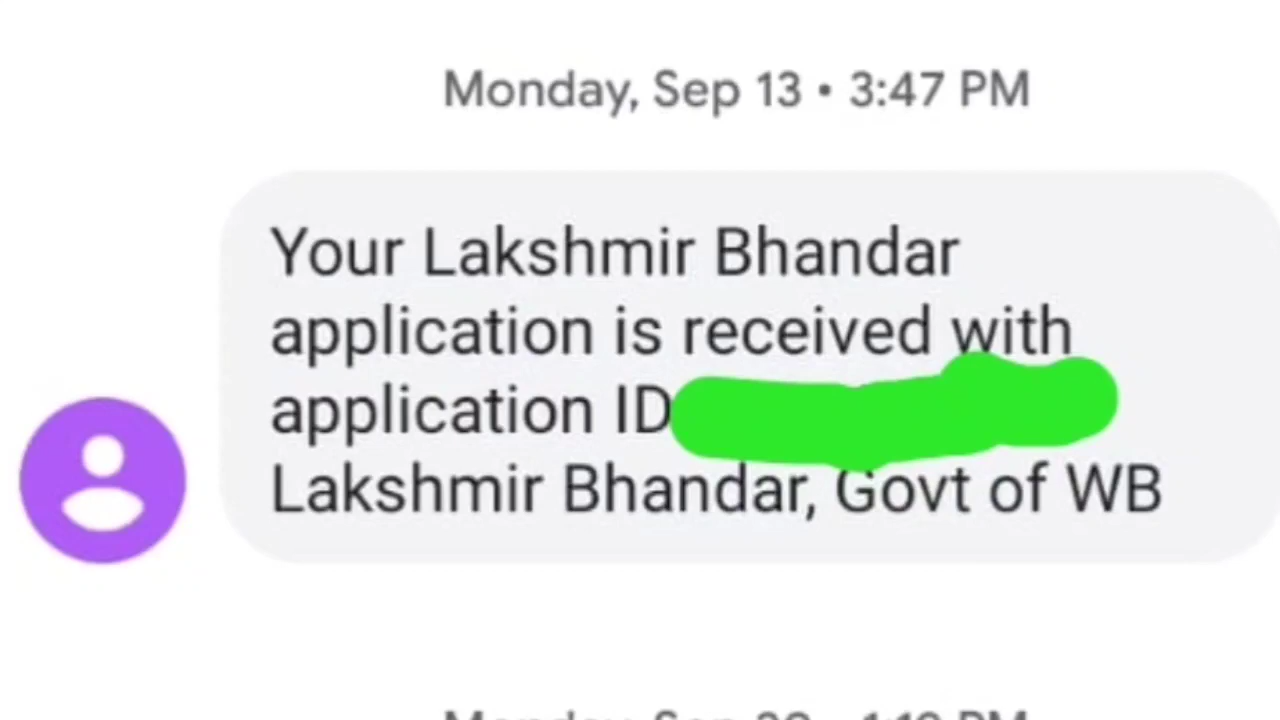 Monday, Sep 13 • 3:47 PM
Your Lakshmir Bhandar
application is received with
application ID
Lakshmir Bhandar, Govt of WB